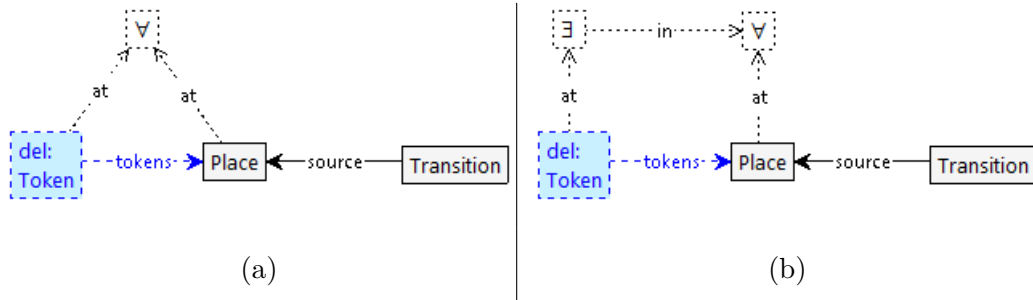 ∀
at
at
del:
Token
tokens
Place
source
Transition
(a)
∃
in
∀
at
at
del:
Token
tokens
Place
source
Transition
(b)